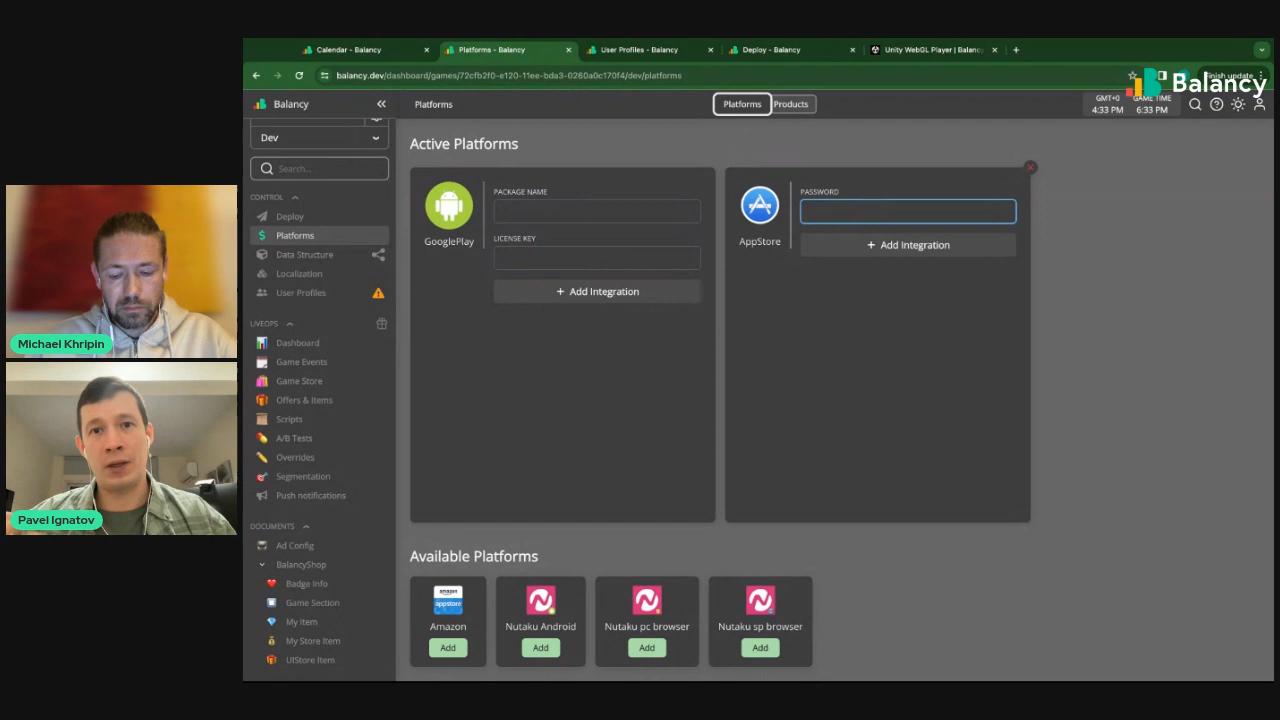 Calendar - Balancy
Platforms - Balancy
User Profiles - Balancy
Deploy - Balancy
Unity WebGL Player | Balanc
balancy.dev/dashboard/games/72cfb2f0-e120-11ee-bda3-0260a0c170f4/dev/platforms
Finish update
Balancy
Balancy
Platforms
Platforms
Products
GMT+0
4:33 PM
GAME TIME
6:33 PM
Dev
Search...
CONTROL
Deploy
Platforms
Data Structure
Localization
User Profiles
LIVEOPS
Dashboard
Game Events
Game Store
Offers & Items
Scripts
A/B Tests
Overrides
Segmentation
Push notifications
DOCUMENTS
Ad Config
BalancyShop
Badge Info
Game Section
My Item
My Store Item
UIStore Item
Active Platforms
GooglePlay
PACKAGE NAME
LICENSE KEY
+ Add Integration
AppStore
PASSWORD
+ Add Integration
Available Platforms
amazon
appstore
Amazon
Add
Nutaku Android
Add
Nutaku pc browser
Add
Nutaku sp browser
Add
Michael Khripin
Pavel Ignatov